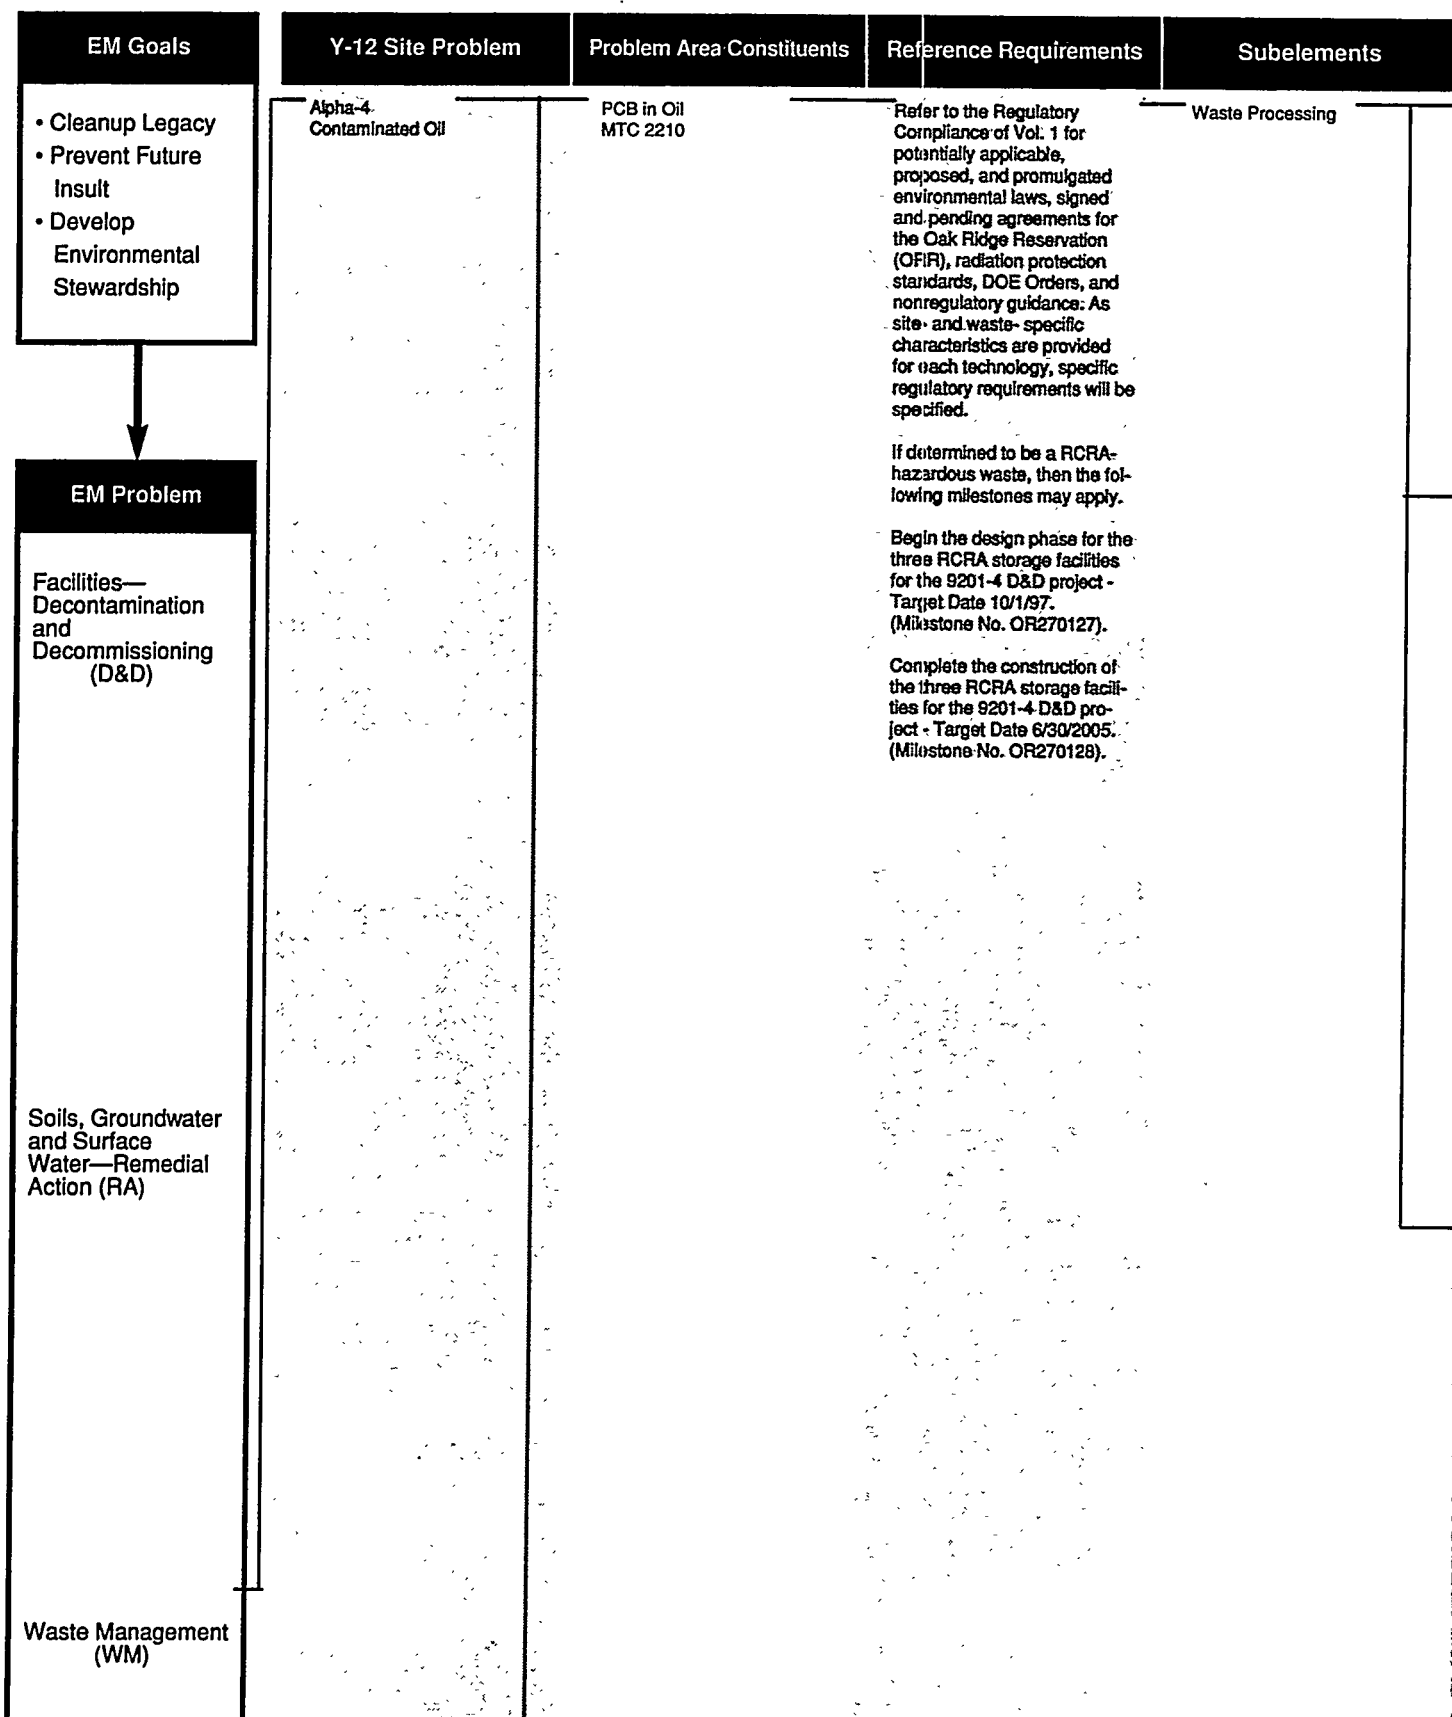 EM Goals
• Cleanup Legacy
• Prevent Future
Insult
• Develop
Environmental
Stewardship
EM Problem
Facilities—
Decontamination
and
Decommissioning
(D&D)
Soils, Groundwater
and Surface
Water—Remedial
Action (RA)
Waste Management
(WM)
Y-12 Site Problem
Alpha-4
Contaminated Oil
Problem Area Constituents
PCB in Oil
MTC 2210
Reference Requirements
Refer to the Regulatory
Compliance of Vol. 1 for
potentially applicable,
proposed, and promulgated
environmental laws, signed
and pending agreements for
the Oak Ridge Reservation
(OFIR), radiation protection
standards, DOE Orders, and
nonregulatory guidance. As
site- and waste- specific
characteristics are provided
for each technology, specific
regulatory requirements will be
specified.
If determined to be a RCRA-
hazardous waste, then the fol-
lowing milestones may apply.
Begin the design phase for the
three RCRA storage facilities
for the 9201-4 D&D project -
Target Date 10/1/97.
(Milestone No. OR270127).
Complete the construction of
the three RCRA storage facili-
ties for the 9201-4 D&D pro-
ject - Target Date 6/30/2005.
(Milestone No. OR270128).
Subelements
Waste Processing